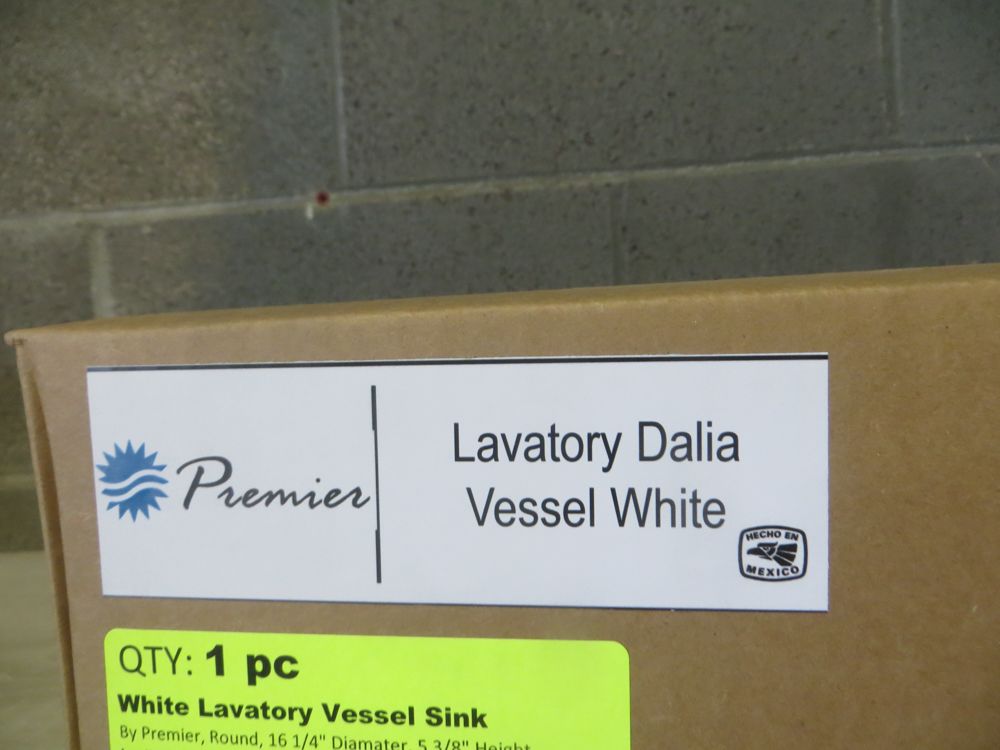 Premier
Lavatory Dalia
Vessel White
HECHO EN
MEXICO
QTY: 1 pc
White Lavatory Vessel Sink
By Premier, Round, 16 1/4" Diamater, 5 3/8" Height